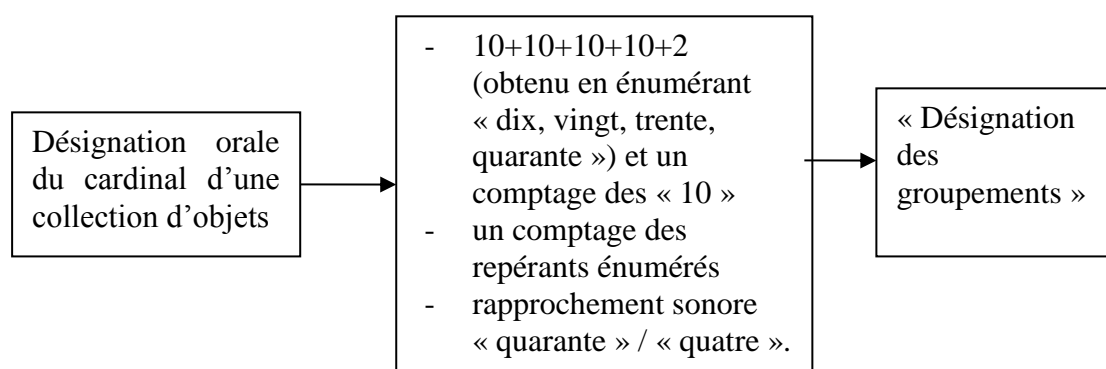 Désignation orale
du cardinal d'une
collection d'objets
- 10+10+10+10+2
(obtenu en énumérant
« dix, vingt, trente,
quarante ») et un
comptage des « 10 »
- un comptage des
repérants énumérés
- rapprochement sonore
« quarante » / « quatre ».
« Désignation
des
groupements »